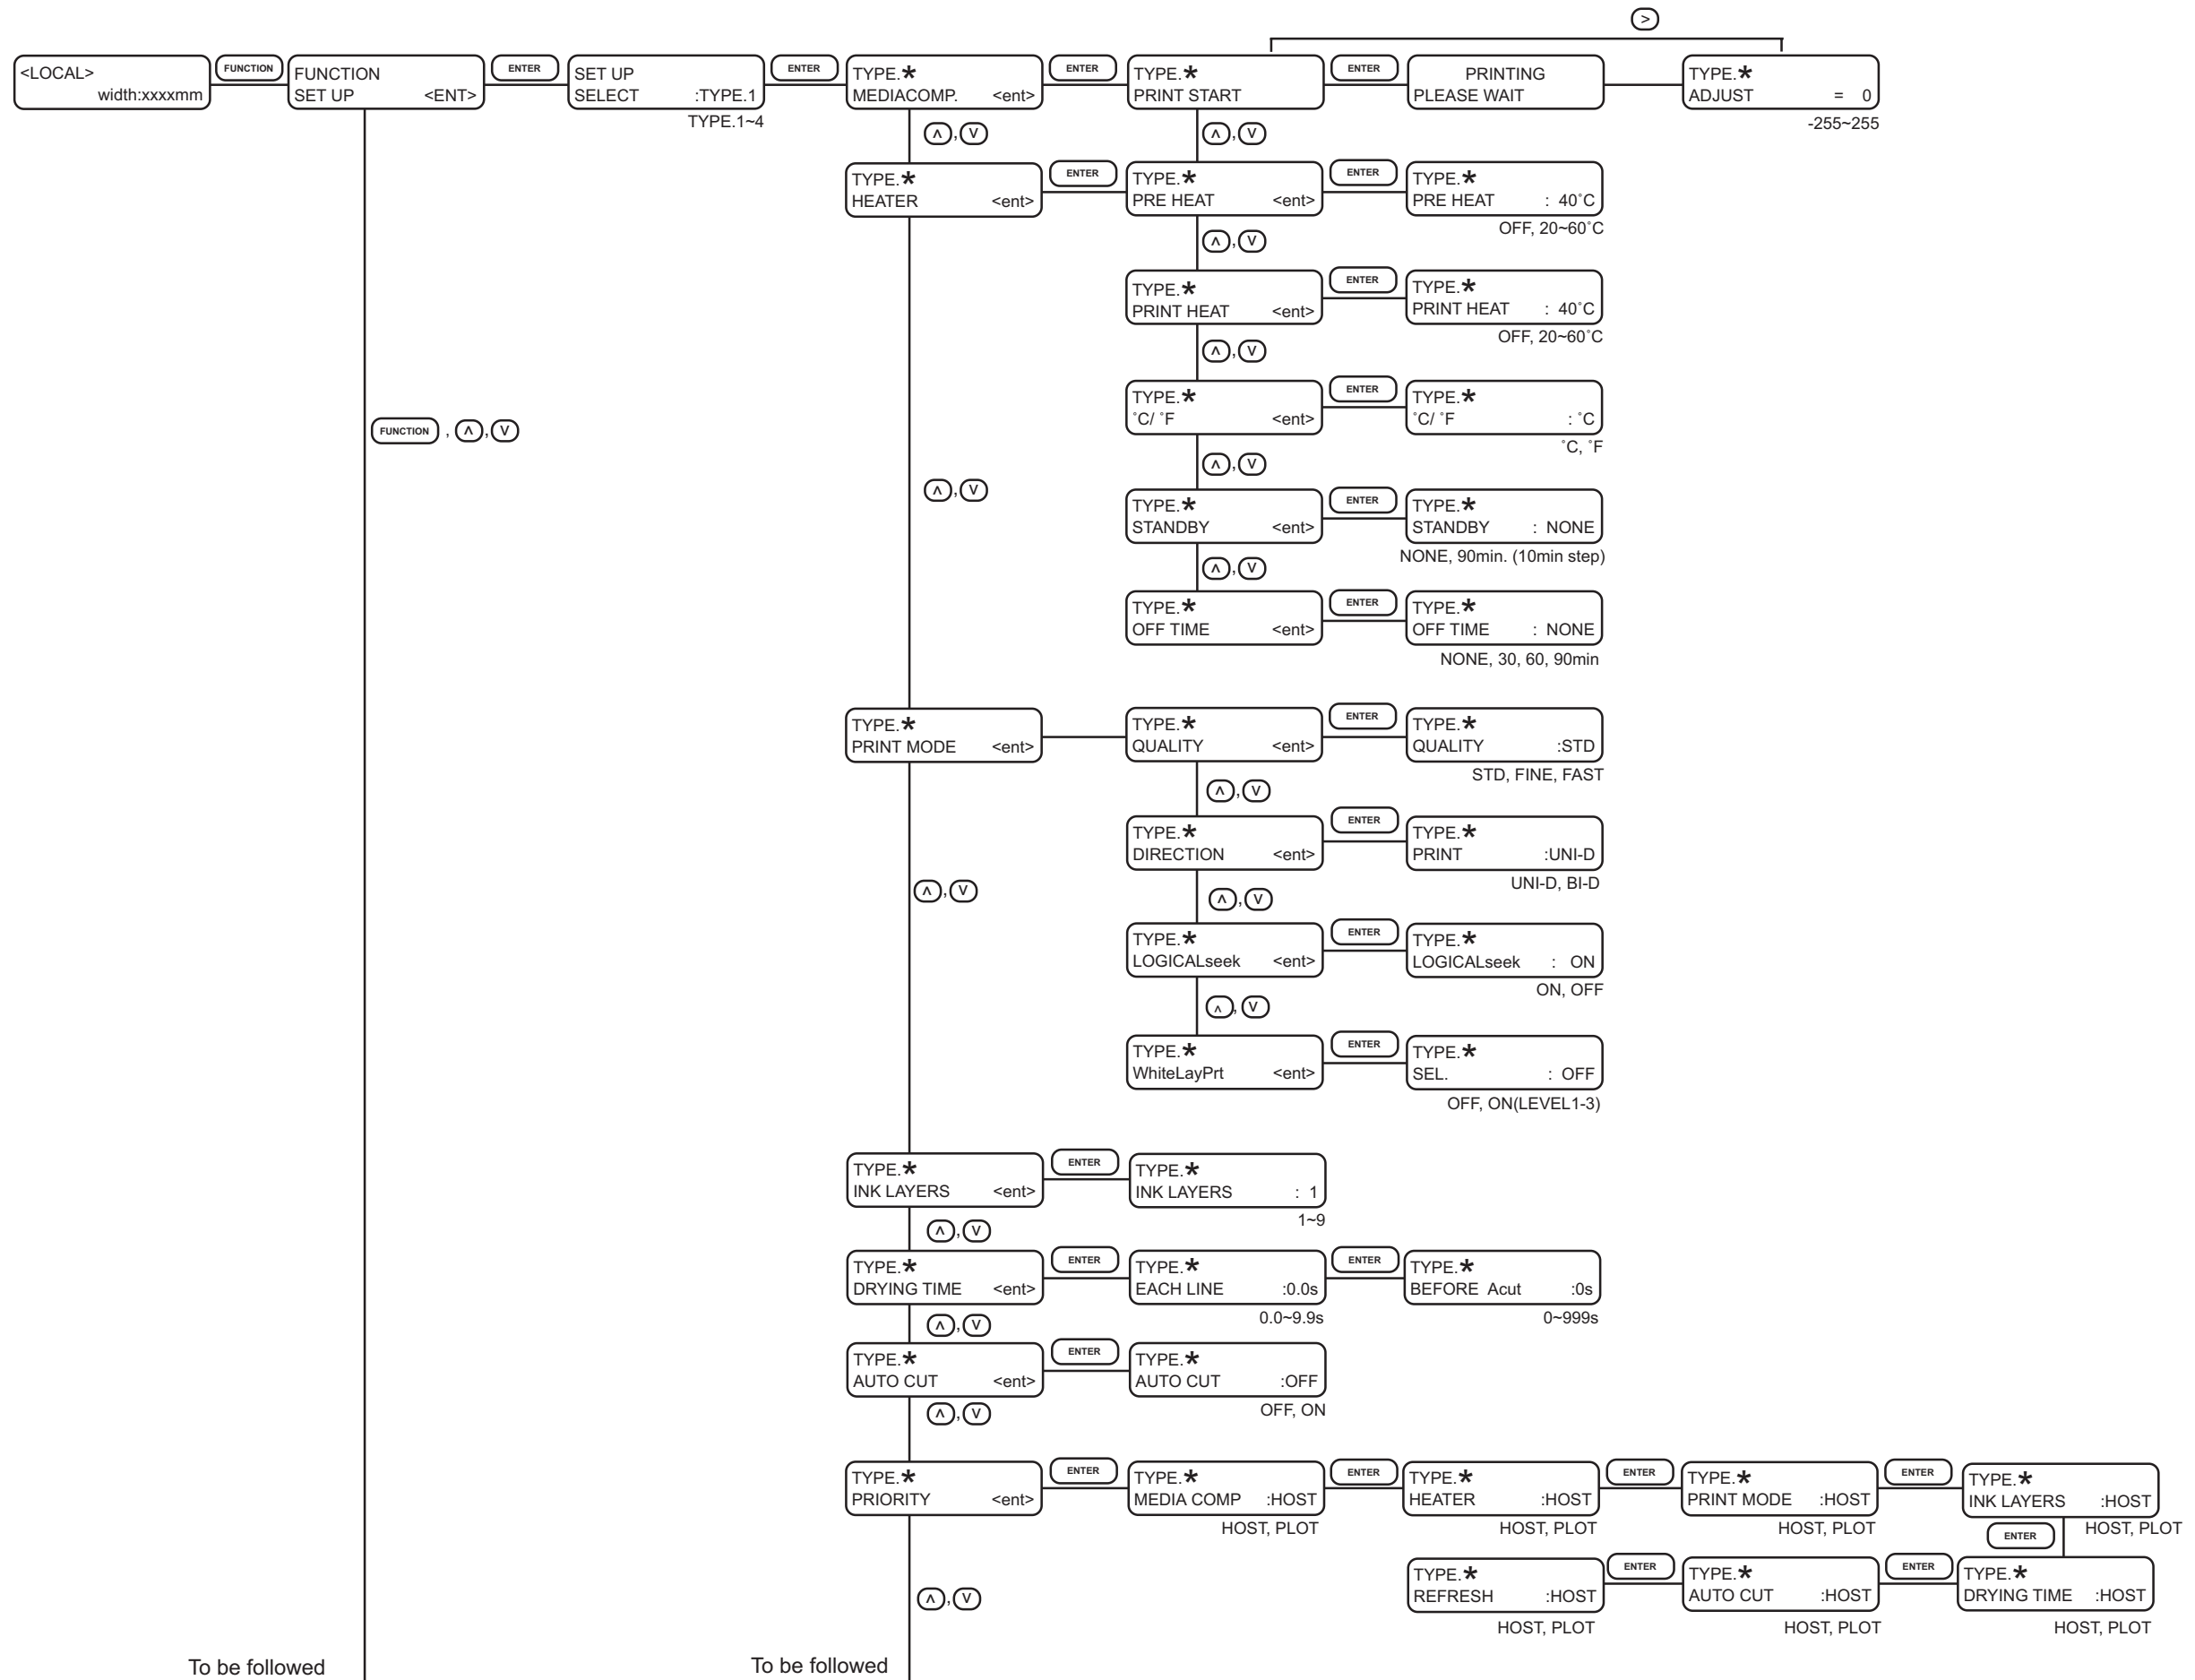 >
<LOCAL>
width:xxxxmm
FUNCTION
FUNCTION
SET UP <ENT>
ENTER
SET UP
SELECT :TYPE.1
TYPE.1~4
ENTER
TYPE.*
MEDIACOMP. <ent>
ENTER
TYPE.*
PRINT START
ENTER
PRINTING
PLEASE WAIT
TYPE.*
ADJUST = 0
-255~255
∧ , ∨
∧ , ∨
TYPE.*
HEATER <ent>
ENTER
TYPE.*
PRE HEAT <ent>
ENTER
TYPE.*
PRE HEAT : 40˚C
OFF, 20~60˚C
∧ , ∨
TYPE.*
PRINT HEAT <ent>
ENTER
TYPE.*
PRINT HEAT : 40˚C
OFF, 20~60˚C
∧ , ∨
TYPE.*
˚C/ ˚F <ent>
ENTER
TYPE.*
˚C/ ˚F : ˚C
˚C, ˚F
FUNCTION , ∧ , ∨
∧ , ∨
∧ , ∨
TYPE.*
STANDBY <ent>
ENTER
TYPE.*
STANDBY : NONE
NONE, 90min. (10min step)
∧ , ∨
TYPE.*
OFF TIME <ent>
ENTER
TYPE.*
OFF TIME : NONE
NONE, 30, 60, 90min
TYPE.*
PRINT MODE <ent>
TYPE.*
QUALITY <ent>
ENTER
TYPE.*
QUALITY :STD
STD, FINE, FAST
∧ , ∨
TYPE.*
DIRECTION <ent>
ENTER
TYPE.*
PRINT :UNI-D
UNI-D, BI-D
∧ , ∨
∧ , ∨
TYPE.*
LOGICALseek <ent>
ENTER
TYPE.*
LOGICALseek : ON
ON, OFF
∧ , ∨
TYPE.*
WhiteLayPrt <ent>
ENTER
TYPE.*
SEL. : OFF
OFF, ON(LEVEL1-3)
TYPE.*
INK LAYERS <ent>
ENTER
TYPE.*
INK LAYERS : 1
1~9
∧ , ∨
TYPE.*
DRYING TIME <ent>
ENTER
TYPE.*
EACH LINE :0.0s
0.0~9.9s
ENTER
TYPE.*
BEFORE Acut :0s
0~999s
∧ , ∨
TYPE.*
AUTO CUT <ent>
ENTER
TYPE.*
AUTO CUT :OFF
OFF, ON
∧ , ∨
TYPE.*
PRIORITY <ent>
ENTER
TYPE.*
MEDIA COMP :HOST
HOST, PLOT
ENTER
TYPE.*
HEATER :HOST
HOST, PLOT
ENTER
TYPE.*
PRINT MODE :HOST
HOST, PLOT
ENTER
TYPE.*
INK LAYERS :HOST
HOST, PLOT
ENTER
TYPE.*
DRYING TIME :HOST
HOST, PLOT
ENTER
TYPE.*
AUTO CUT :HOST
HOST, PLOT
ENTER
TYPE.*
REFRESH :HOST
HOST, PLOT
∧ , ∨
To be followed
To be followed